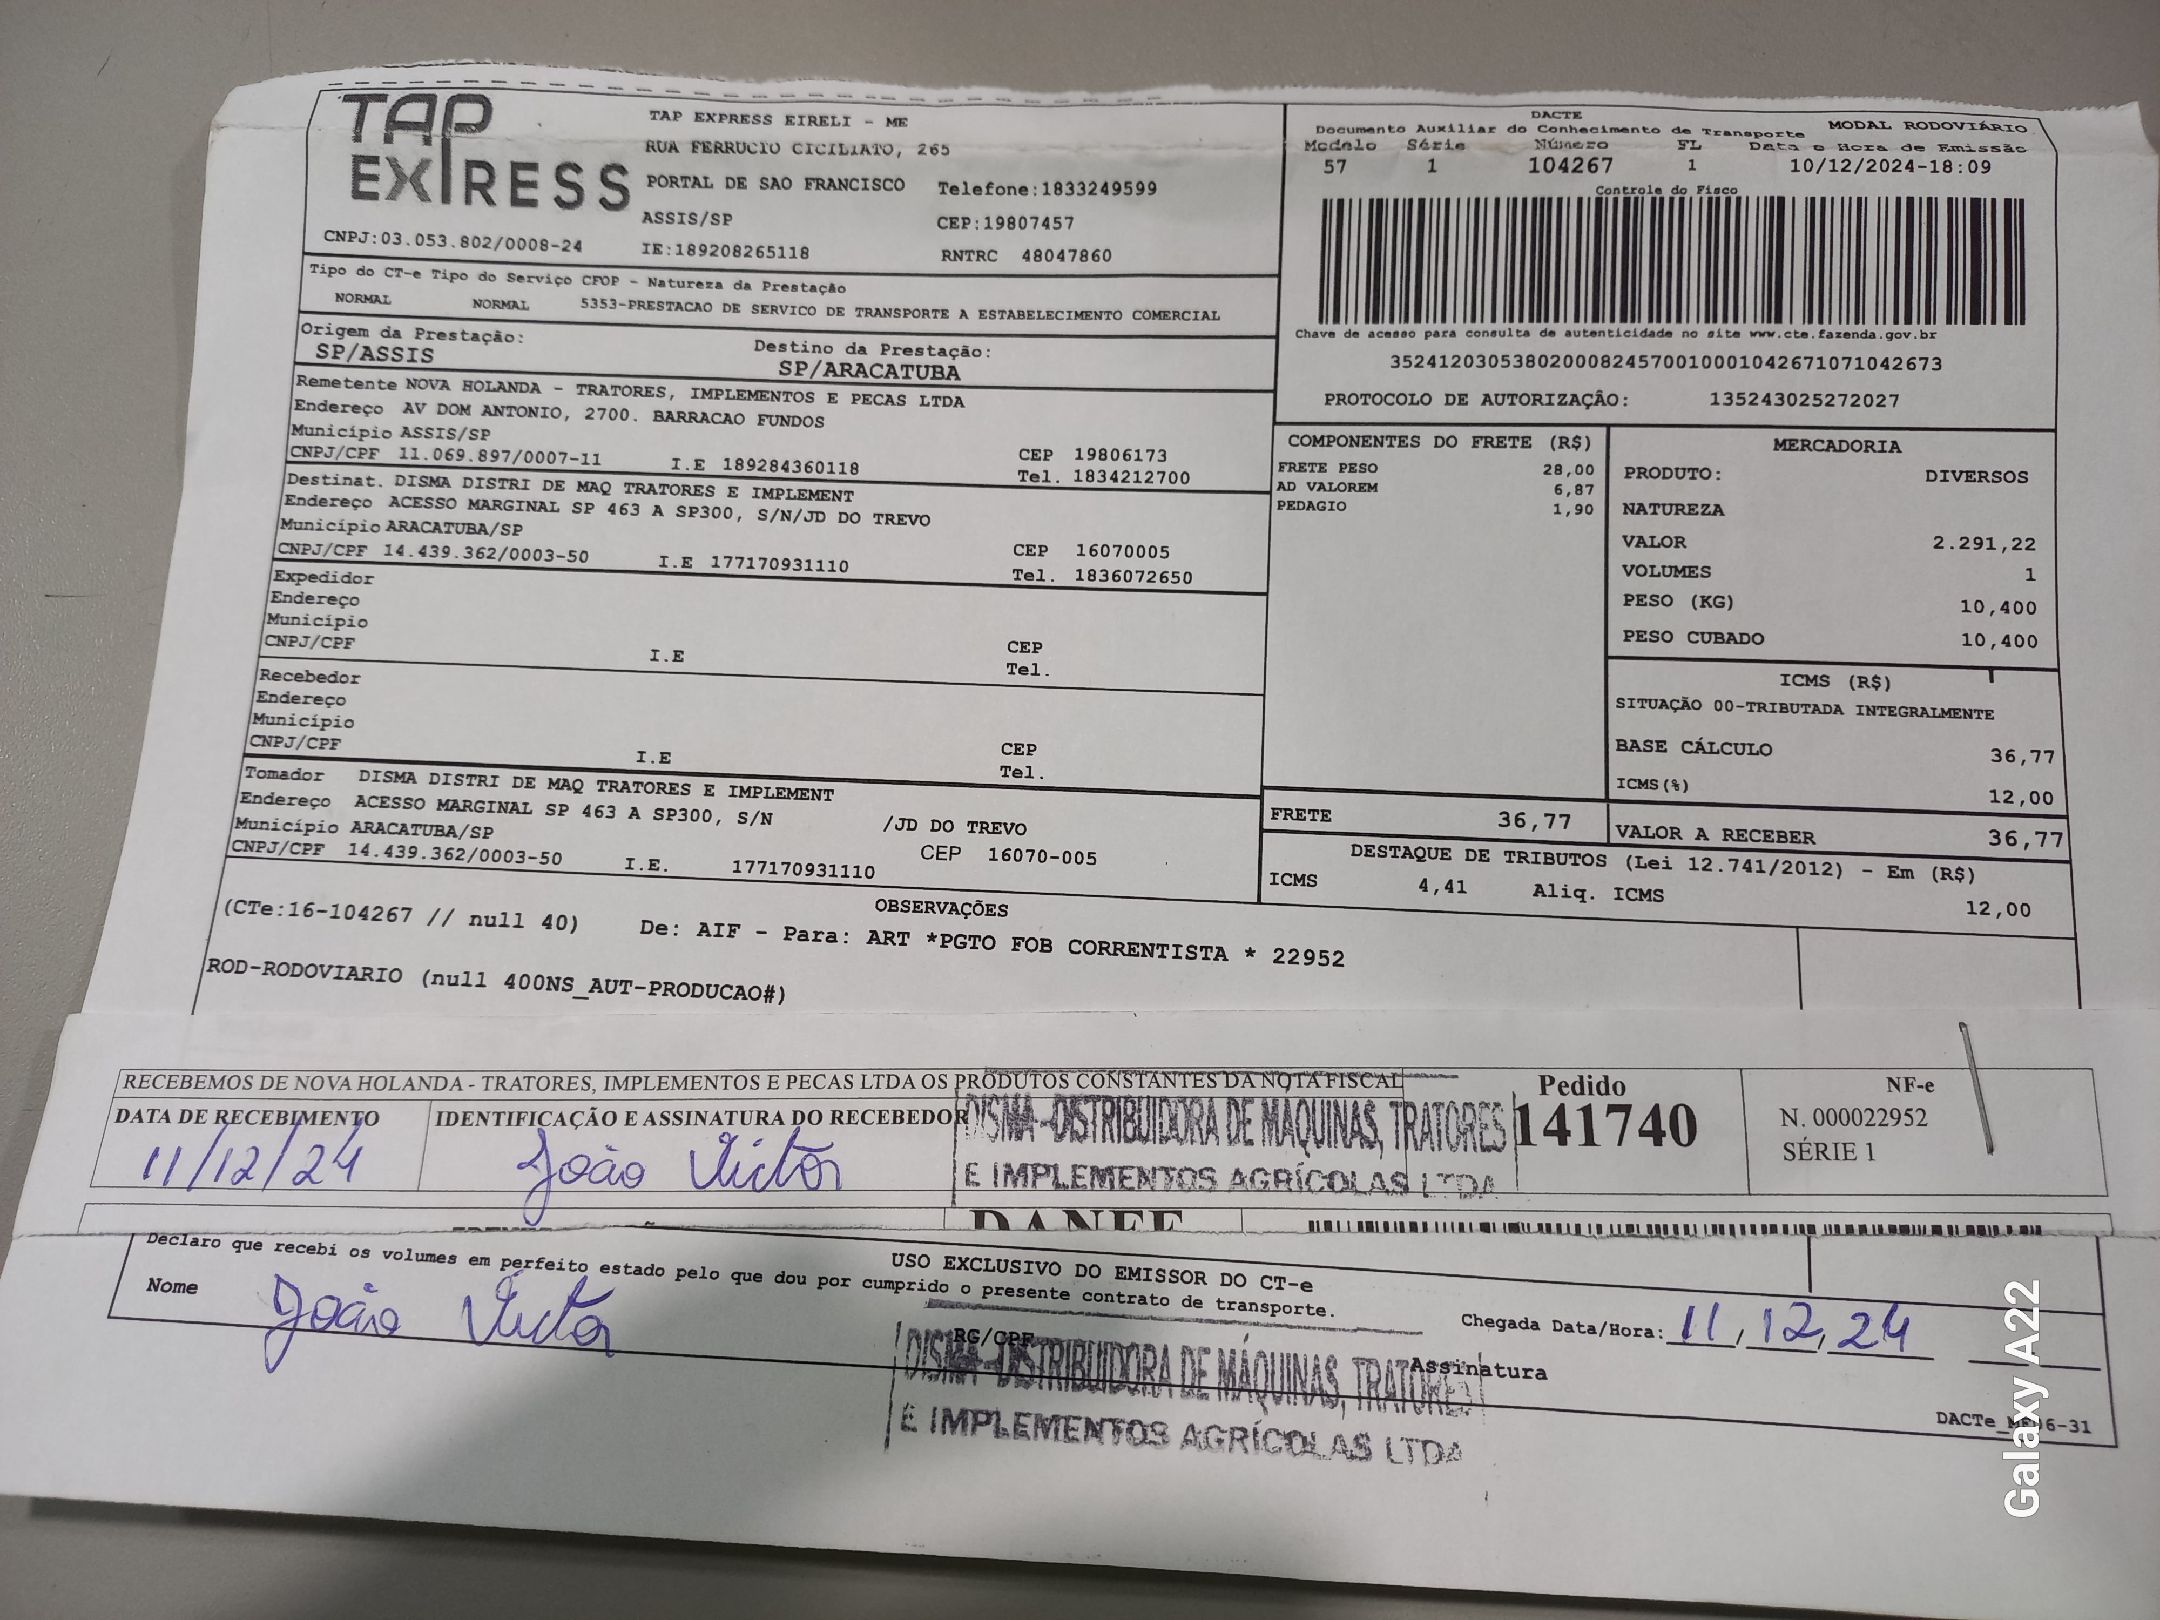 TAP EXPRESS
TAP EXPRESS EIRELI - ME
RUA FERRUCIO CICILIATO, 265
PORTAL DE SAO FRANCISCO Telefone:1833249599
ASSIS/SP CEP:19807457
CNPJ:03.053.802/0008-24 IE:189208265118 RNTRC 48047860
DACTE
Documento Auxiliar do Conhecimento de Transporte MODAL RODOVIÁRIO
Modelo Série Número FL Data e Hora de Emissão
57 1 104267 1 10/12/2024-18:09
Controle do Fisco
Chave de acesso para consulta de autenticidade no site www.cte.fazenda.gov.br
35241203053802000824570010001042671071042673
PROTOCOLO DE AUTORIZAÇÂO: 135243025272027
Tipo do CT-e Tipo do Serviço CFOP - Natureza da Prestação
NORMAL NORMAL 5353-PRESTACAO DE SERVICO DE TRANSPORTE A ESTABELECIMENTO COMERCIAL
Origem da Prestação: Destino da Prestação:
SP/ASSIS SP/ARACATUBA
Remetente NOVA HOLANDA - TRATORES, IMPLEMENTOS E PECAS LTDA
Endereço AV DOM ANTONIO, 2700. BARRACAO FUNDOS
Município ASSIS/SP CEP 19806173
CNPJ/CPF 11.069.897/0007-11 I.E 189284360118 Tel. 1834212700
Destinat. DISMA DISTRI DE MAQ TRATORES E IMPLEMENT
Endereço ACESSO MARGINAL SP 463 A SP300, S/N/JD DO TREVO
Município ARACATUBA/SP CEP 16070005
CNPJ/CPF 14.439.362/0003-50 I.E 177170931110 Tel. 1836072650
Expedidor
Endereço
Município CEP
CNPJ/CPF I.E Tel.
Recebedor
Endereço
Município CEP
CNPJ/CPF I.E Tel.
Tomador DISMA DISTRI DE MAQ TRATORES E IMPLEMENT
Endereço ACESSO MARGINAL SP 463 A SP300, S/N /JD DO TREVO
Município ARACATUBA/SP CEP 16070-005
CNPJ/CPF 14.439.362/0003-50 I.E. 177170931110
COMPONENTES DO FRETE (R$)
FRETE PESO 28,00
AD VALOREM 6,87
PEDAGIO 1,90
MERCADORIA
PRODUTO: DIVERSOS
NATUREZA
VALOR 2.291,22
VOLUMES 1
PESO (KG) 10,400
PESO CUBADO 10,400
ICMS (R$)
SITUAÇÃO 00-TRIBUTADA INTEGRALMENTE
BASE CÁLCULO 36,77
ICMS(%) 12,00
FRETE 36,77 VALOR A RECEBER 36,77
DESTAQUE DE TRIBUTOS (Lei 12.741/2012) - Em (R$)
ICMS 4,41 Aliq. ICMS 12,00
OBSERVAÇÕES
(CTe:16-104267 // null 40) De: AIF - Para: ART *PGTO FOB CORRENTISTA * 22952
ROD-RODOVIARIO (null 400NS_AUT-PRODUCAO#)
RECEBEMOS DE NOVA HOLANDA - TRATORES, IMPLEMENTOS E PECAS LTDA OS PRODUTOS CONSTANTES DA NOTA FISCAL
DATA DE RECEBIMENTO IDENTIFICAÇÃO E ASSINATURA DO RECEBEDOR
11/12/24 João Victor
DISMA-DISTRIBUIDORA DE MÁQUINAS, TRATORES
E IMPLEMENTOS AGRÍCOLAS LTDA
Pedido
141740
NF-e
N. 000022952
SÉRIE 1
DANFE
USO EXCLUSIVO DO EMISSOR DO CT-e
Declaro que recebi os volumes em perfeito estado pelo que dou por cumprido o presente contrato de transporte.
Nome João Victor RG/CPF Chegada Data/Hora: 11,12,24
Assinatura
DISMA-DISTRIBUIDORA DE MÁQUINAS, TRATORES
E IMPLEMENTOS AGRÍCOLAS LTDA
Galaxy A22